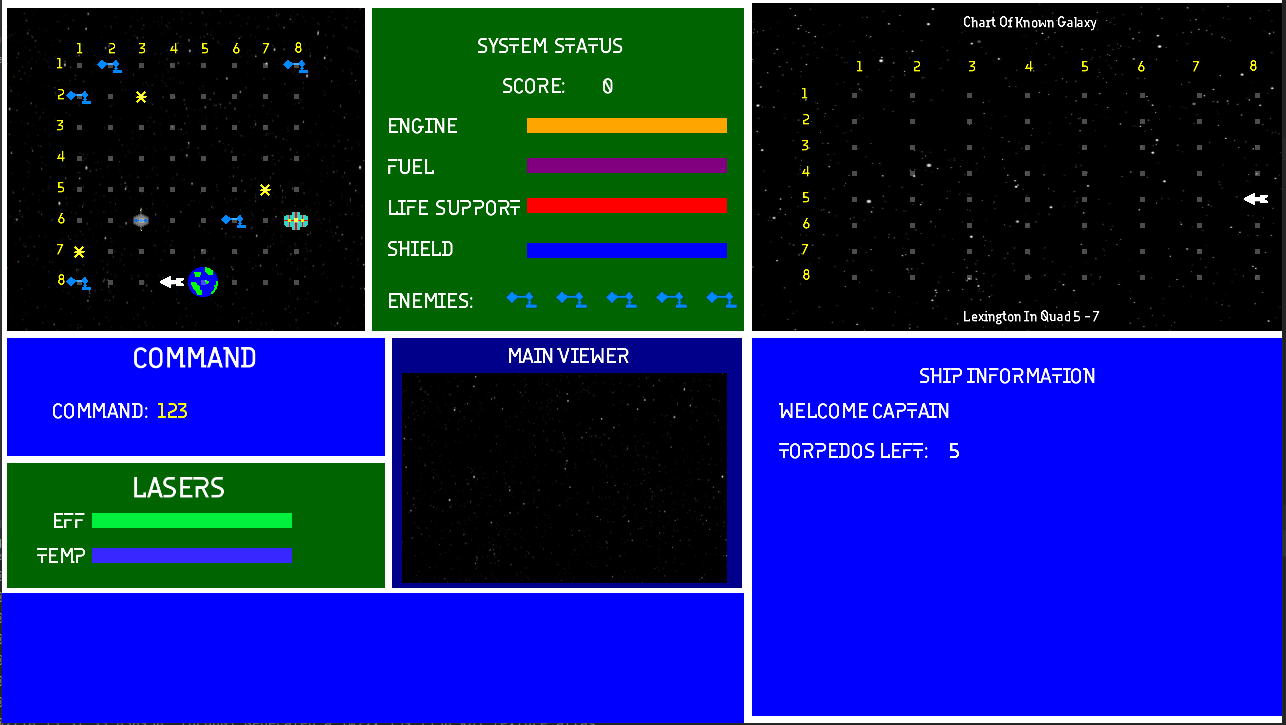 1 2 3 4 5 6 7 8
1
2
3
4
5
6
7
8
SYSTEM STATUS
SCORE: 0
ENGINE
FUEL
LIFE SUPPORT
SHIELD
ENEMIES:
Chart Of Known Galaxy
1 2 3 4 5 6 7 8
1
2
3
4
5
6
7
8
Lexington In Quad 5 - 7
COMMAND
COMMAND: 123
LASERS
EFF
TEMP
MAIN VIEWER
SHIP INFORMATION
WELCOME CAPTAIN
TORPEDOS LEFT: 5